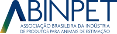 ABINPET
ASSOCIAÇÃO BRASILEIRA DA INDÚSTRIA
DE PRODUTOS PARA ANIMAIS DE ESTIMAÇÃO